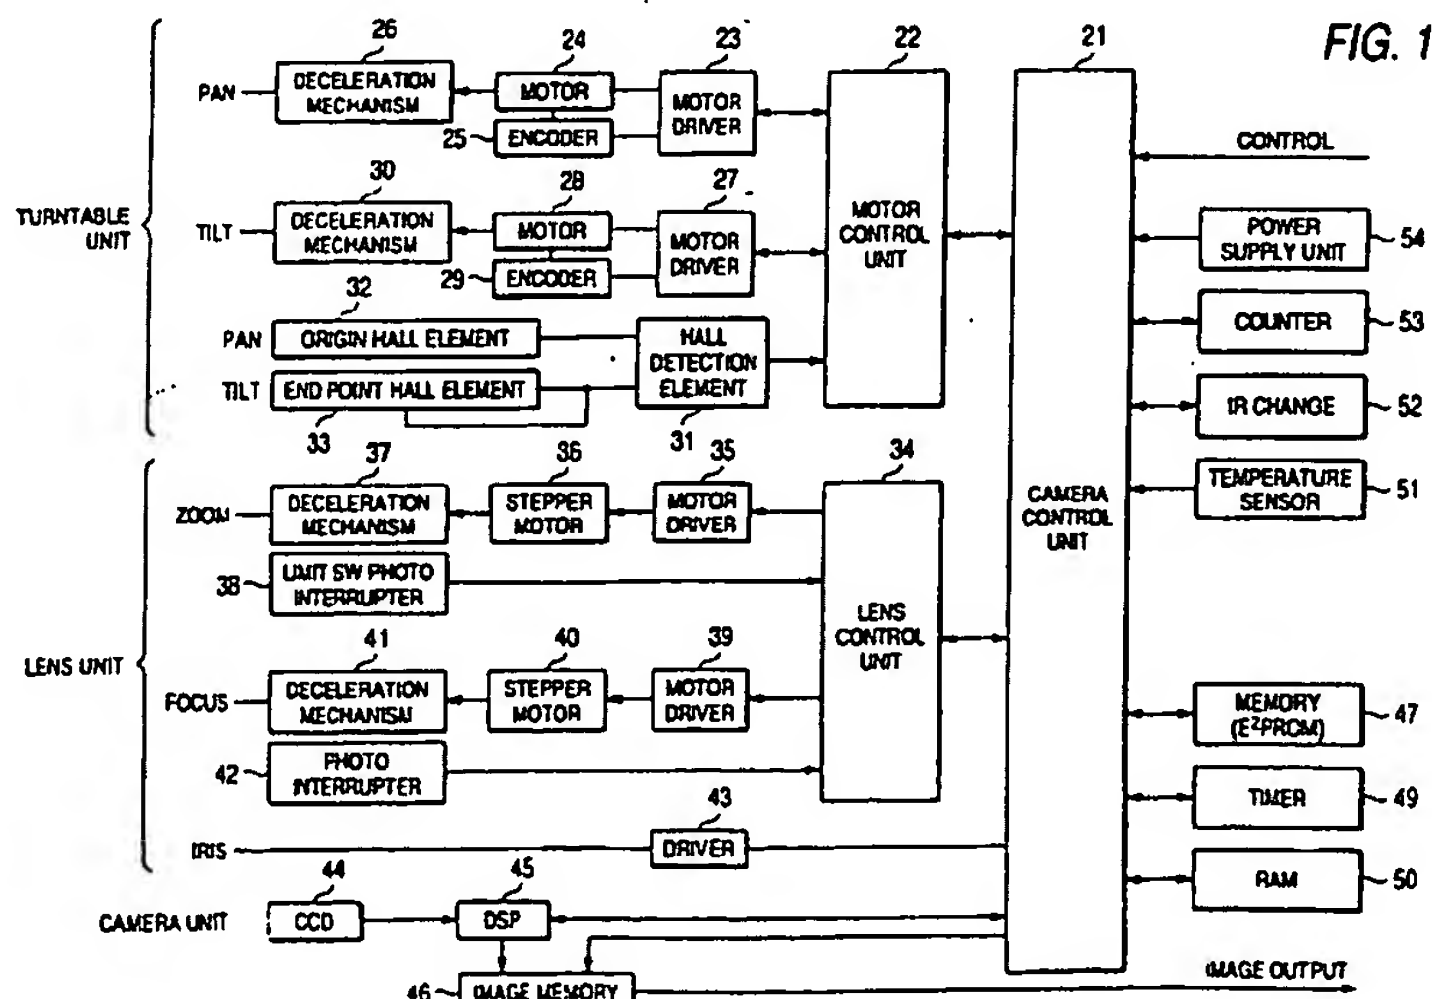 FIG. 1
26
24
23
22
21
PAN
DECELERATION
MECHANISM
MOTOR
25
ENCODER
MOTOR
DRIVER
CONTROL
30
28
27
TURNTABLE
UNIT
TILT
DECELERATION
MECHANISM
MOTOR
29
ENCODER
MOTOR
DRIVER
MOTOR
CONTROL
UNIT
POWER
SUPPLY UNIT
54
32
PAN
ORIGIN HALL ELEMENT
TILT
END POINT HALL ELEMENT
33
HALL
DETECTION
ELEMENT
31
COUNTER
53
IR CHANGE
52
37
36
35
34
ZOOM
DECELERATION
MECHANISM
STEPPER
MOTOR
MOTOR
DRIVER
CAMERA
CONTROL
UNIT
TEMPERATURE
SENSOR
51
38
LIMIT SW PHOTO
INTERRUPTER
LENS
CONTROL
UNIT
LENS UNIT
41
40
39
FOCUS
DECELERATION
MECHANISM
STEPPER
MOTOR
MOTOR
DRIVER
MEMORY
(E²PROM)
47
42
PHOTO
INTERRUPTER
TIMER
49
43
IRIS
DRIVER
RAM
50
44
45
CAMERA UNIT
CCD
DSP
46
IMAGE MEMORY
IMAGE OUTPUT